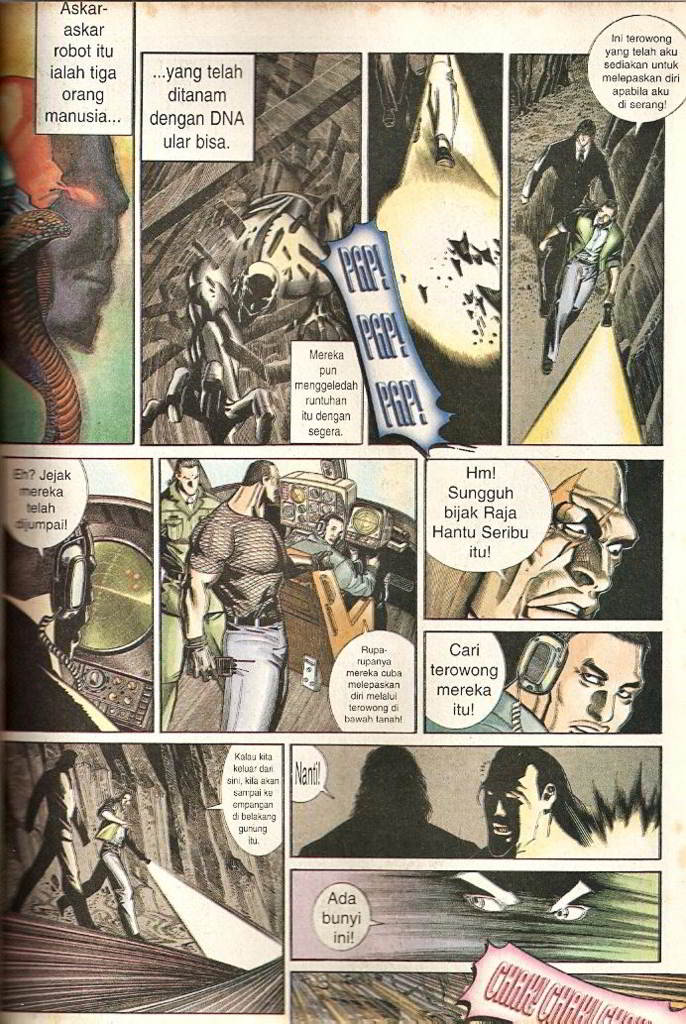 Askar-
askar
robot itu
ialah tiga
orang
manusia...
...yang telah
ditanam
dengan DNA
ular bisa.
Mereka
pun
menggeledah
runtuhan
itu dengan
segera.
PGP!
PGP!
PGP!
Ini terowong
yang telah aku
sediakan untuk
melepaskan diri
apabila aku
di serang!
Eh? Jejak
mereka
telah
dijumpai!
Rupa-
rupanya
mereka cuba
melepaskan
diri melalui
terowong di
bawah tanah!
Hm!
Sungguh
bijak Raja
Hantu Seribu
itu!
Cari
terowong
mereka
itu!
Kalau kita
keluar dari
sini, kita akan
sampai ke
empangan
di belakang
gunung
itu.
Nanti!
Ada
bunyi
ini!
CHAK! CHAK! CHAK!